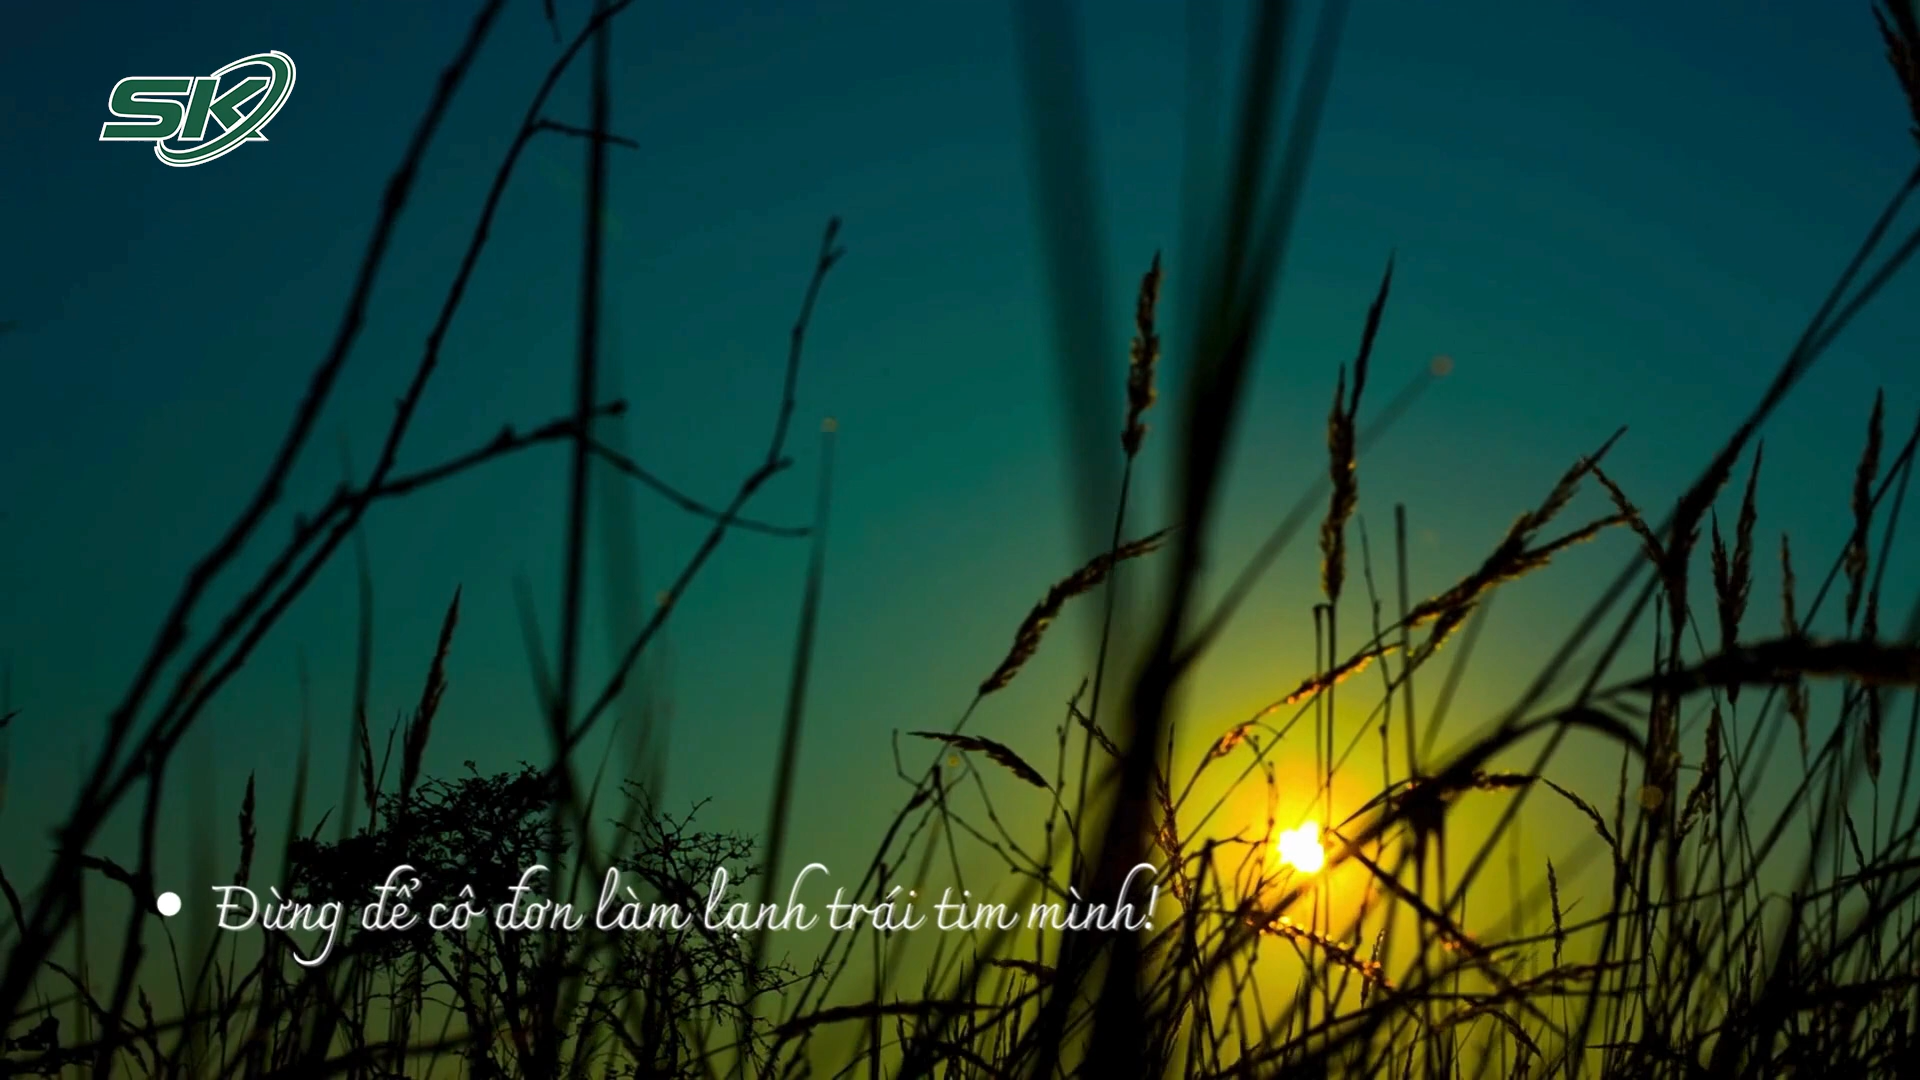 SK
• Đừng để cô đơn làm lạnh trái tim mình!